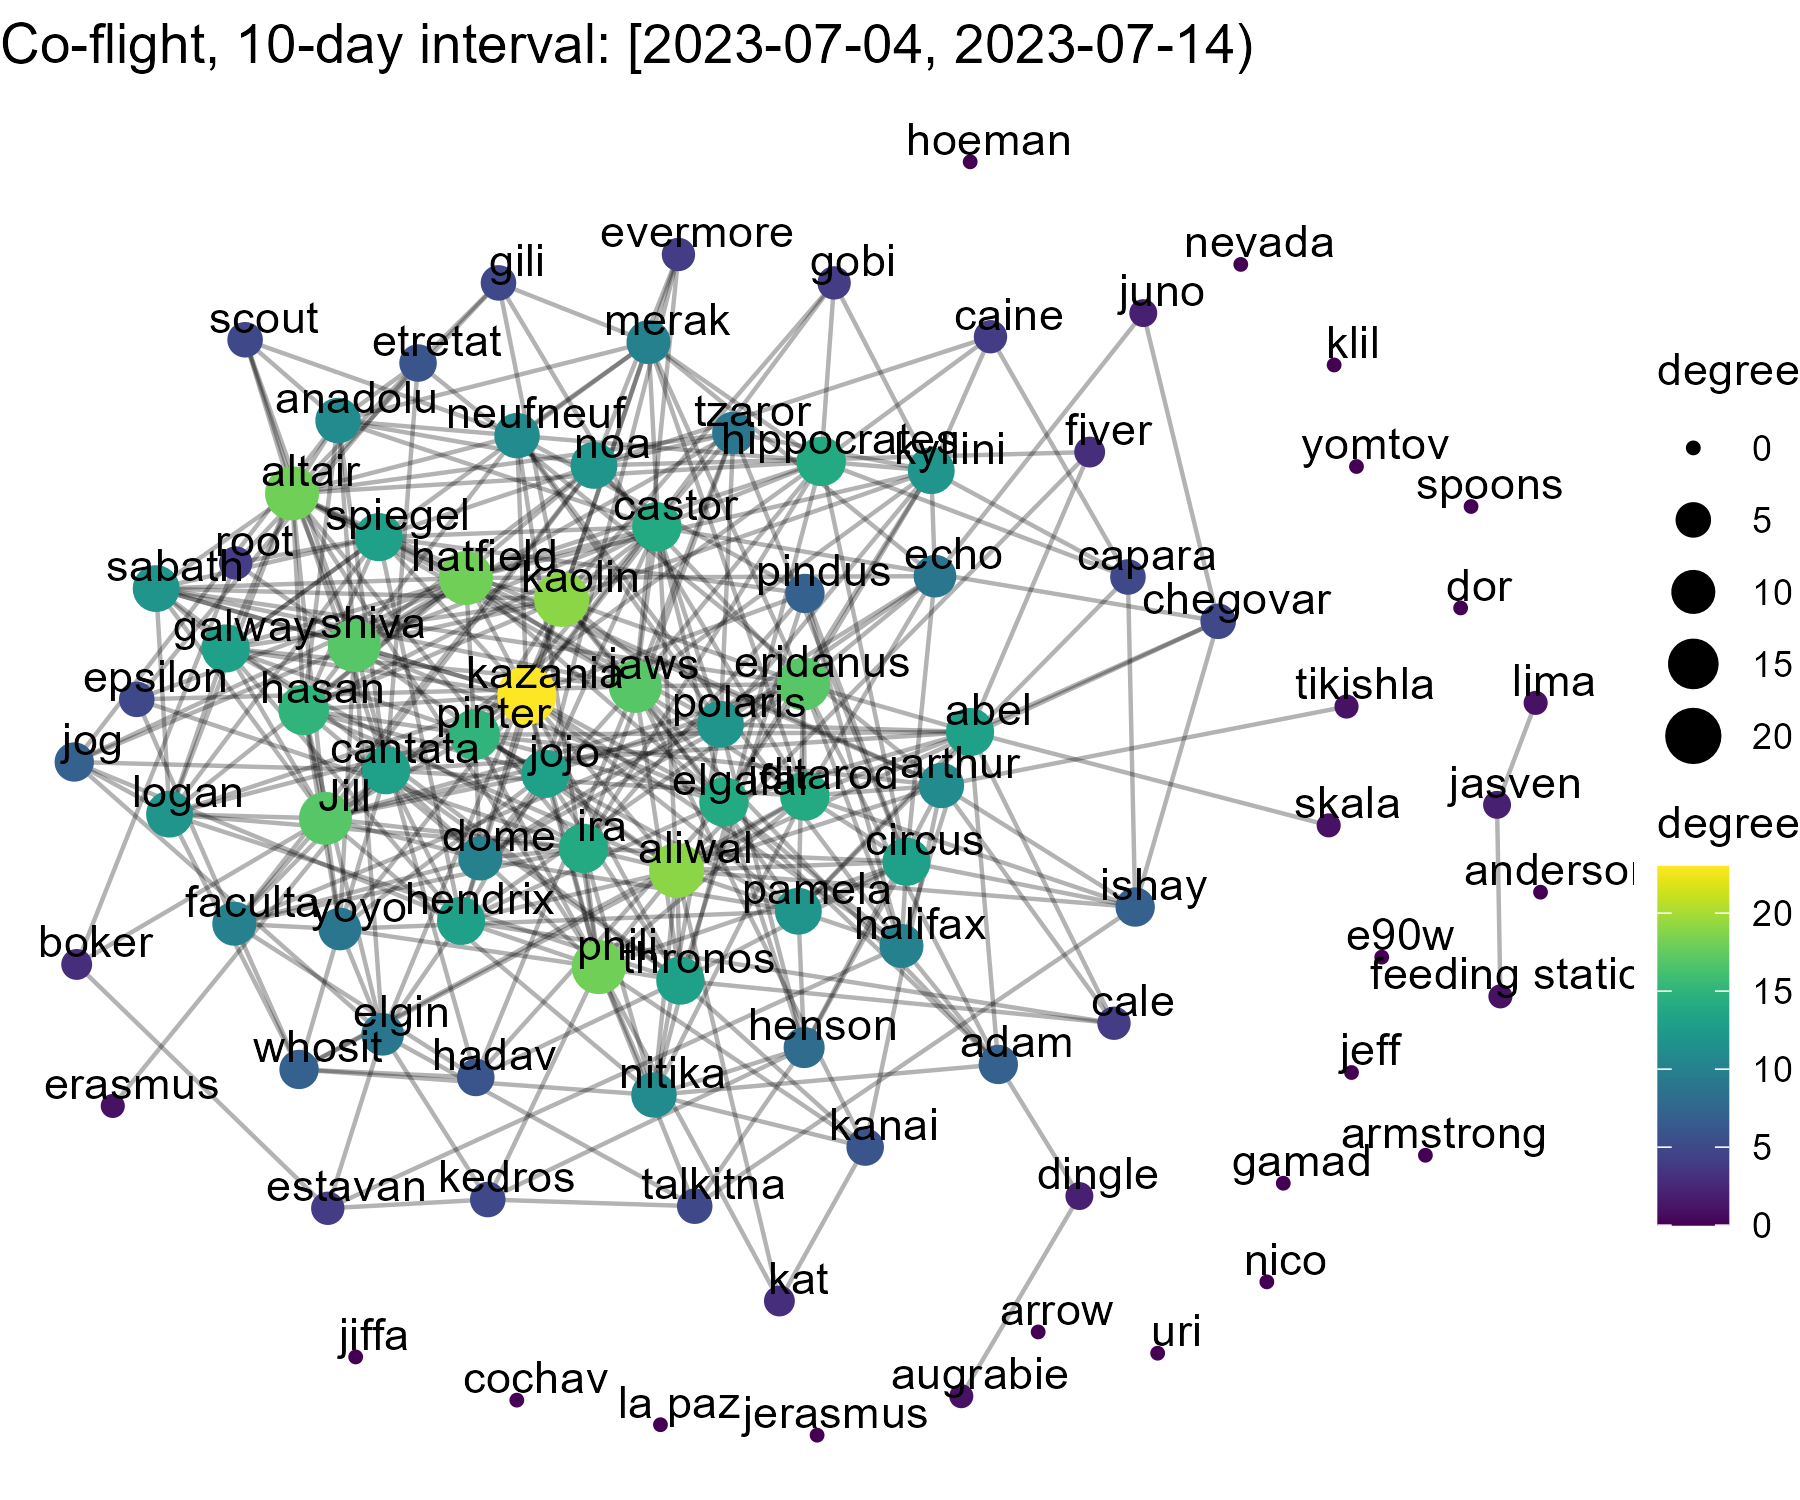 Co-flight, 10-day interval: [2023-07-04, 2023-07-14)
hoeman
evermore
nevada
gili
gobi
juno
scout
merak
caine
etretat
klil
degree
anadolu
neufneuf
tzaror
noa
hippocrates
kyllini
fiver
yomtov
0
altair
spoons
castor
spiegel
5
root
hatfield
echo
capara
sabath
kaolin
pindus
dor
10
chegovar
galway
shiva
15
epsilon
hasan
kazania
jaws
eridanus
tikishla
lima
pinter
polaris
abel
20
jog
cantata
jojo
elgafar
iditarod
arthur
logan
Jill
skala
jasven
dome
ira
aliwal
circus
degree
pamela
ishay
faculta
yoyo
hendrix
halifax
20
boker
phili
thronos
e90w
feeding static
15
elgin
cale
whosit
hadav
henson
adam
jeff
10
erasmus
nitika
kanai
armstrong
5
estavan
kedros
talkitna
dingle
gamad
0
kat
nico
jiffa
arrow
uri
cochav
la paz
augrabie
jerasmus